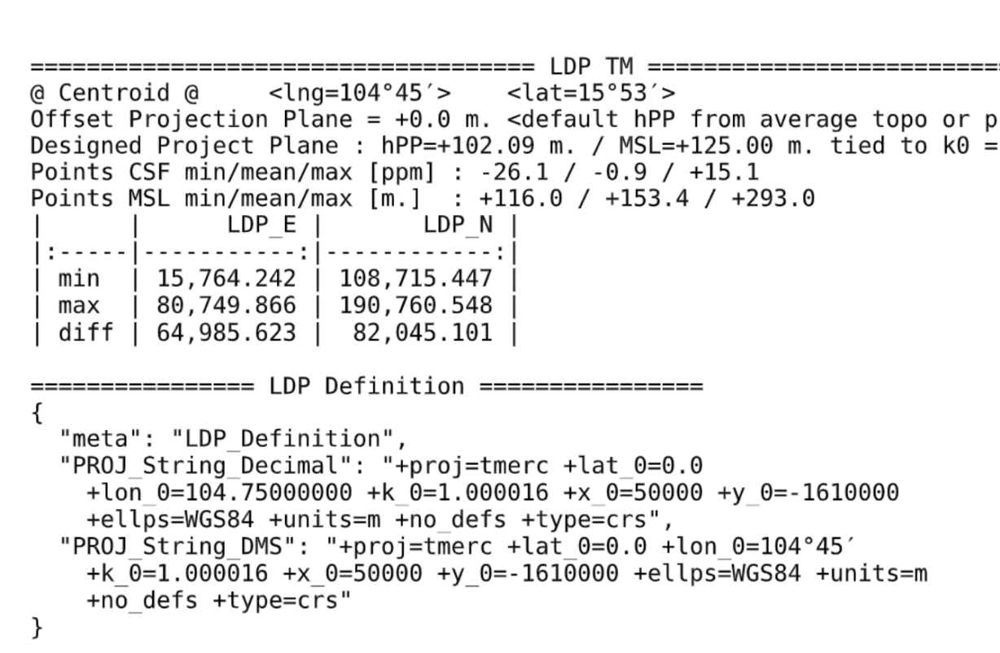 ==================================== LDP TM =========================
@ Centroid @     <lng=104°45′>    <lat=15°53′>
Offset Projection Plane = +0.0 m. <default hPP from average topo or p
Designed Project Plane : hPP=+102.09 m. / MSL=+125.00 m. tied to k0 =
Points CSF min/mean/max [ppm] : -26.1 / -0.9 / +15.1
Points MSL min/mean/max [m.]  : +116.0 / +153.4 / +293.0
|      |      LDP_E |       LDP_N |
|:-----|-----------:|------------:|
| min  | 15,764.242 | 108,715.447 |
| max  | 80,749.866 | 190,760.548 |
| diff | 64,985.623 |  82,045.101 |
================ LDP Definition ================
{
  "meta": "LDP_Definition",
  "PROJ_String_Decimal": "+proj=tmerc +lat_0=0.0
    +lon_0=104.75000000 +k_0=1.000016 +x_0=50000 +y_0=-1610000
    +ellps=WGS84 +units=m +no_defs +type=crs",
  "PROJ_String_DMS": "+proj=tmerc +lat_0=0.0 +lon_0=104°45′
    +k_0=1.000016 +x_0=50000 +y_0=-1610000 +ellps=WGS84 +units=m
    +no_defs +type=crs"
}